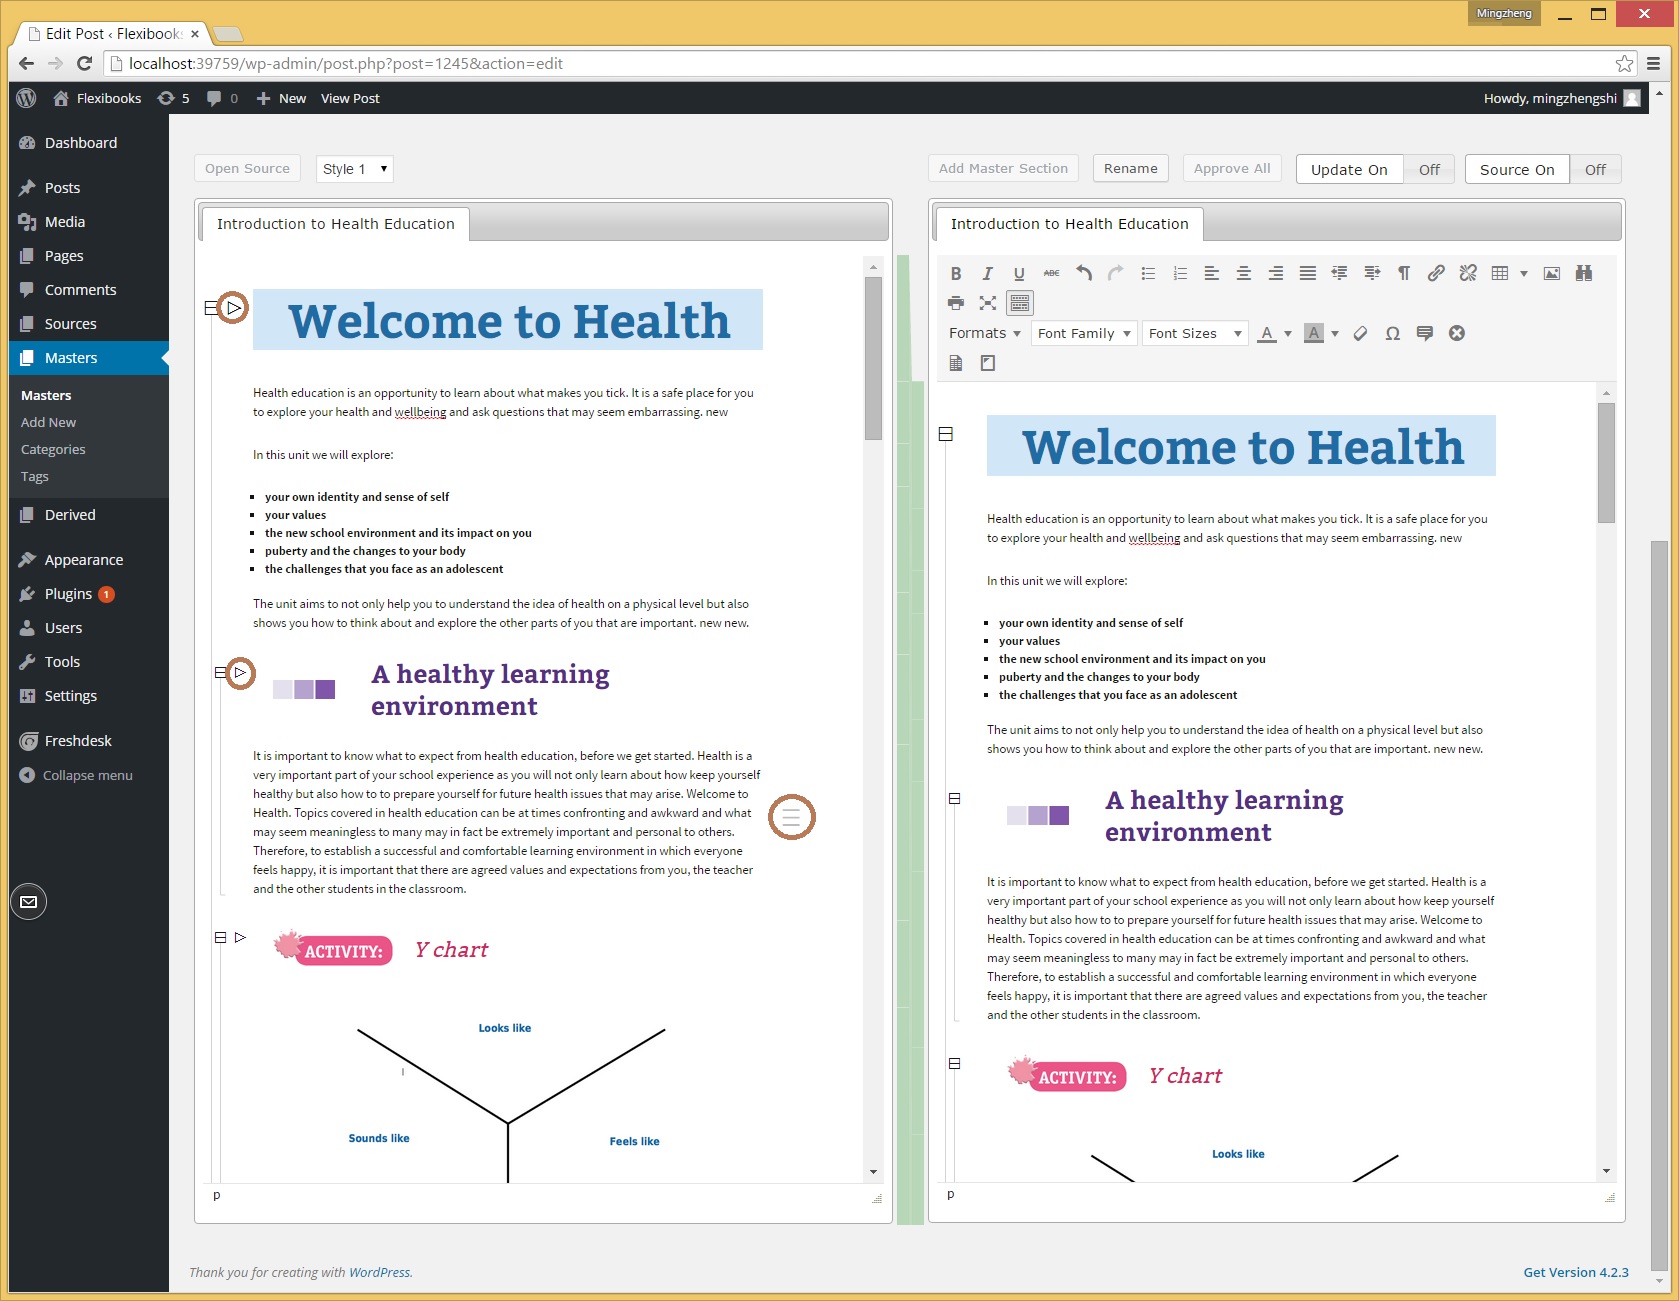 Mingzheng
Edit Post ‹ Flexibooks
localhost:39759/wp-admin/post.php?post=1245&action=edit
Flexibooks 5 0 New View Post
Howdy, mingzhengshi
Dashboard
Posts
Media
Pages
Comments
Sources
Masters
Masters
Add New
Categories
Tags
Derived
Appearance
Plugins 1
Users
Tools
Settings
Freshdesk
Collapse menu
Open Source
Style 1
Introduction to Health Education
Welcome to Health
Health education is an opportunity to learn about what makes you tick. It is a safe place for you
to explore your health and wellbeing and ask questions that may seem embarrassing. new
In this unit we will explore:
your own identity and sense of self
your values
the new school environment and its impact on you
puberty and the changes to your body
the challenges that you face as an adolescent
The unit aims to not only help you to understand the idea of health on a physical level but also
shows you how to think about and explore the other parts of you that are important. new new.
A healthy learning
environment
It is important to know what to expect from health education, before we get started. Health is a
very important part of your school experience as you will not only learn about how keep yourself
healthy but also how to to prepare yourself for future health issues that may arise. Welcome to
Health. Topics covered in health education can be at times confronting and awkward and what
may seem meaningless to many may in fact be extremely important and personal to others.
Therefore, to establish a successful and comfortable learning environment in which everyone
feels happy, it is important that there are agreed values and expectations from you, the teacher
and the other students in the classroom.
ACTIVITY: Y chart
Looks like
Sounds like
Feels like
p
Add Master Section
Rename
Approve All
Update On Off
Source On Off
Introduction to Health Education
B I U ABC
Formats Font Family Font Sizes A A Ω
Welcome to Health
Health education is an opportunity to learn about what makes you tick. It is a safe place for you
to explore your health and wellbeing and ask questions that may seem embarrassing. new
In this unit we will explore:
your own identity and sense of self
your values
the new school environment and its impact on you
puberty and the changes to your body
the challenges that you face as an adolescent
The unit aims to not only help you to understand the idea of health on a physical level but also
shows you how to think about and explore the other parts of you that are important. new new.
A healthy learning
environment
It is important to know what to expect from health education, before we get started. Health is a
very important part of your school experience as you will not only learn about how keep yourself
healthy but also how to to prepare yourself for future health issues that may arise. Welcome to
Health. Topics covered in health education can be at times confronting and awkward and what
may seem meaningless to many may in fact be extremely important and personal to others.
Therefore, to establish a successful and comfortable learning environment in which everyone
feels happy, it is important that there are agreed values and expectations from you, the teacher
and the other students in the classroom.
ACTIVITY: Y chart
Looks like
p
Thank you for creating with WordPress.
Get Version 4.2.3